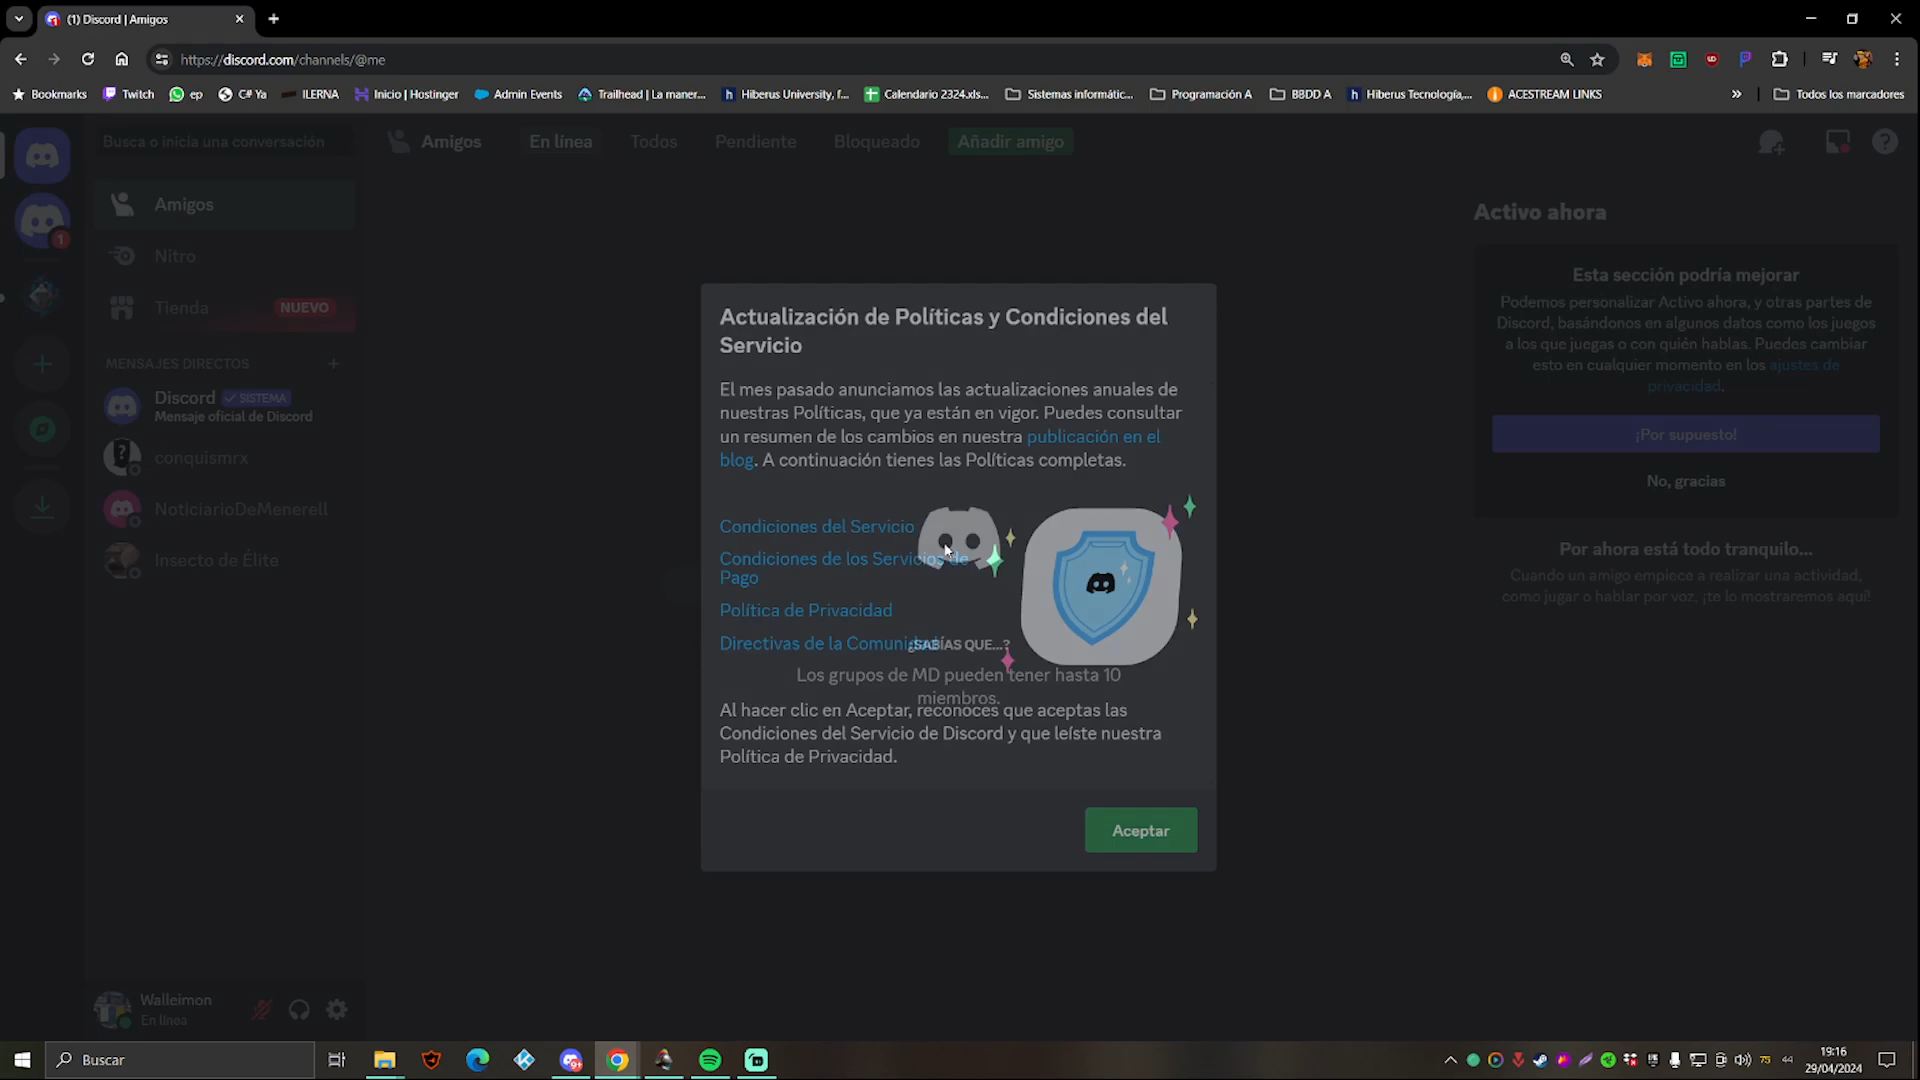 (1) Discord | Amigos
https://discord.com/channels/@me
Bookmarks
Twitch
ep
C# Ya
ILERNA
Inicio | Hostinger
Admin Events
Trailhead | La maner...
Hiberus University, f...
Calendario 2324.xls...
Sistemas informátic...
Programación A
BBDD A
Hiberus Tecnología,...
ACESTREAM LINKS
»
Todos los marcadores
Busca o inicia una conversación
Amigos
En línea
Todos
Pendiente
Bloqueado
Añadir amigo
1
Amigos
Nitro
Tienda
NUEVO
MENSAJES DIRECTOS
Discord
SISTEMA
Mensaje oficial de Discord
conquismrx
NoticiarioDeMenerell
Insecto de Élite
Walleimon
En línea
Actualización de Políticas y Condiciones del
Servicio
El mes pasado anunciamos las actualizaciones anuales de
nuestras Políticas, que ya están en vigor. Puedes consultar
un resumen de los cambios en nuestra publicación en el
blog. A continuación tienes las Políticas completas.
Condiciones del Servicio
Condiciones de los Servicios de
Pago
Política de Privacidad
Directivas de la Comunidad
¿SABÍAS QUE...?
Los grupos de MD pueden tener hasta 10
miembros.
Al hacer clic en Aceptar, reconoces que aceptas las
Condiciones del Servicio de Discord y que leíste nuestra
Política de Privacidad.
Aceptar
Activo ahora
Esta sección podría mejorar
Podemos personalizar Activo ahora, y otras partes de
Discord, basándonos en algunos datos como los juegos
a los que juegas o con quién hablas. Puedes cambiar
esto en cualquier momento en los ajustes de
privacidad.
¡Por supuesto!
No, gracias
Por ahora está todo tranquilo...
Cuando un amigo empiece a realizar una actividad,
como jugar o hablar por voz, ¡te lo mostraremos aquí!
Buscar
75
44
19:16
29/04/2024